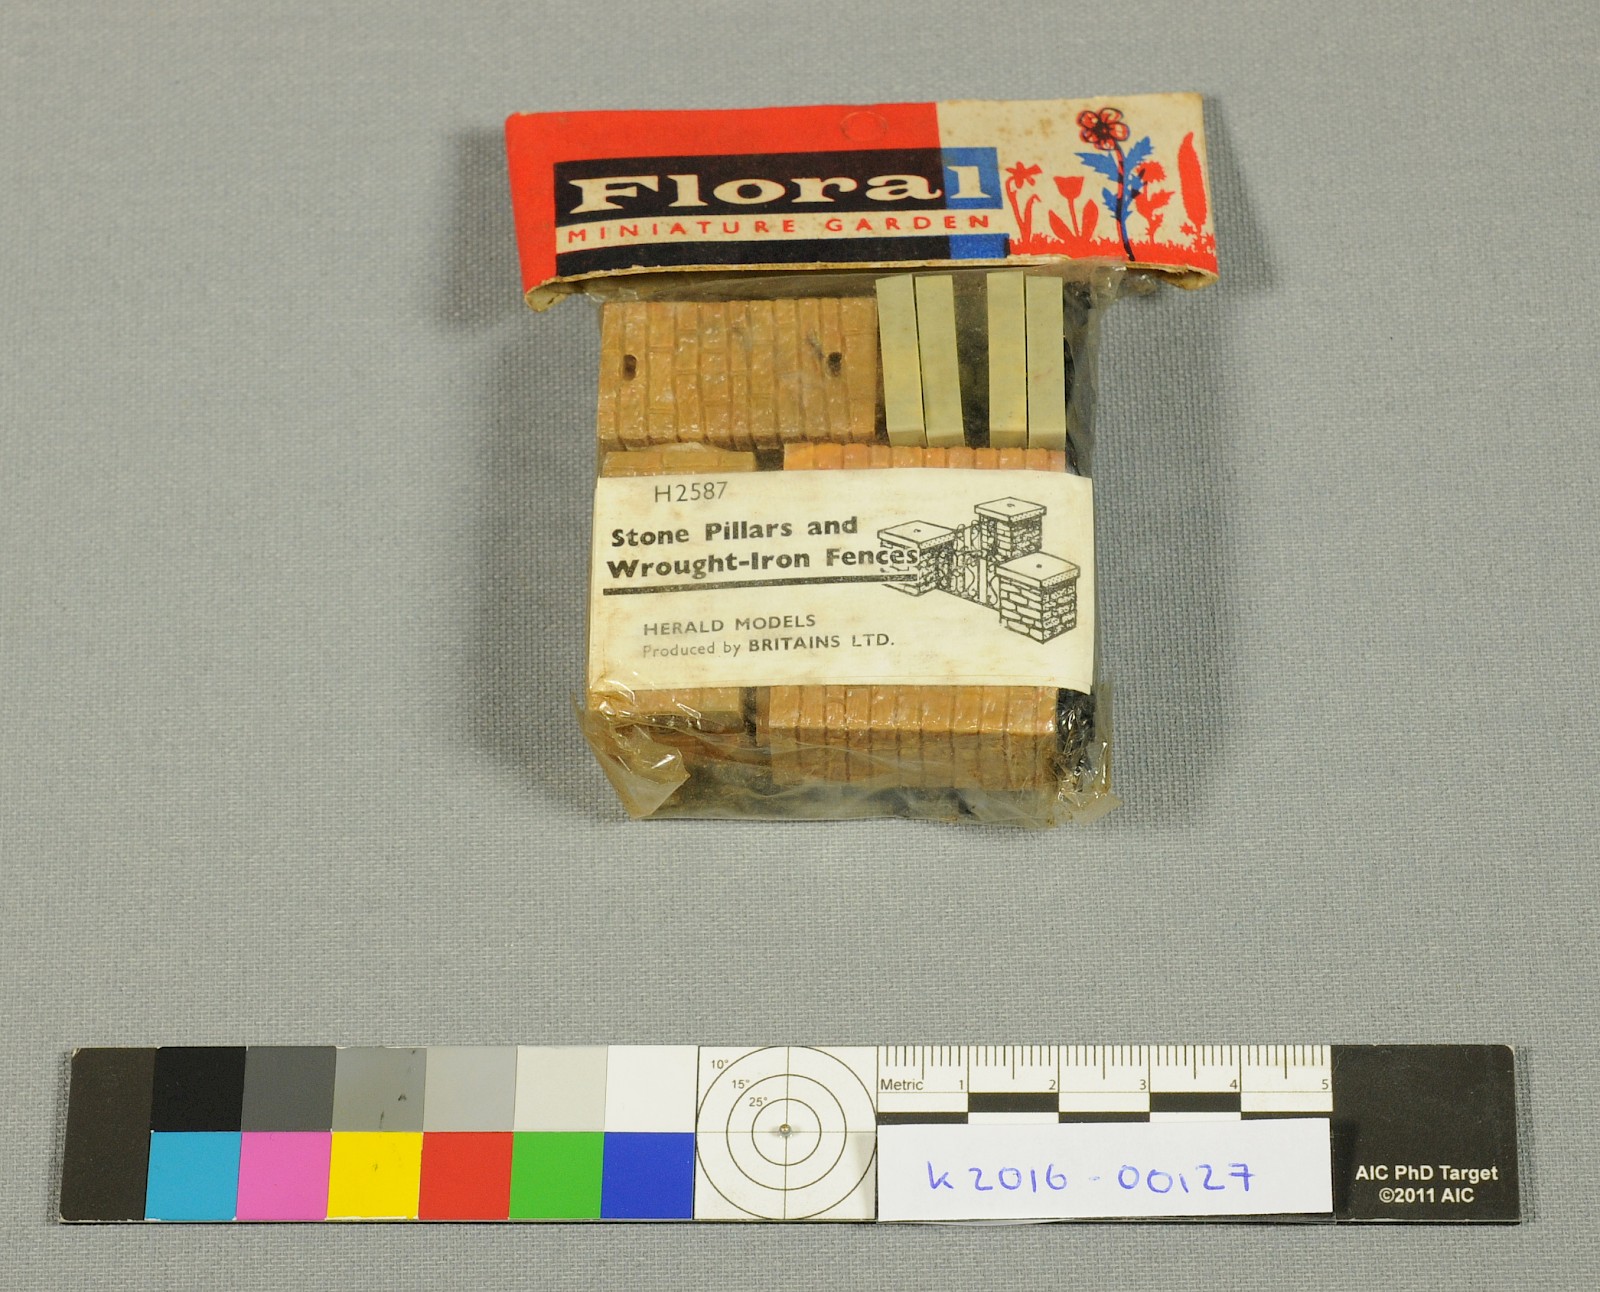 Floral
MINIATURE GARDEN
H2587
Stone Pillars and
Wrought-Iron Fences
HERALD MODELS
Produced by BRITAINS LTD.
10°
15°
25°
Metric 1 2 3 4 5
K2016-00127
AIC PhD Target
©2011 AIC